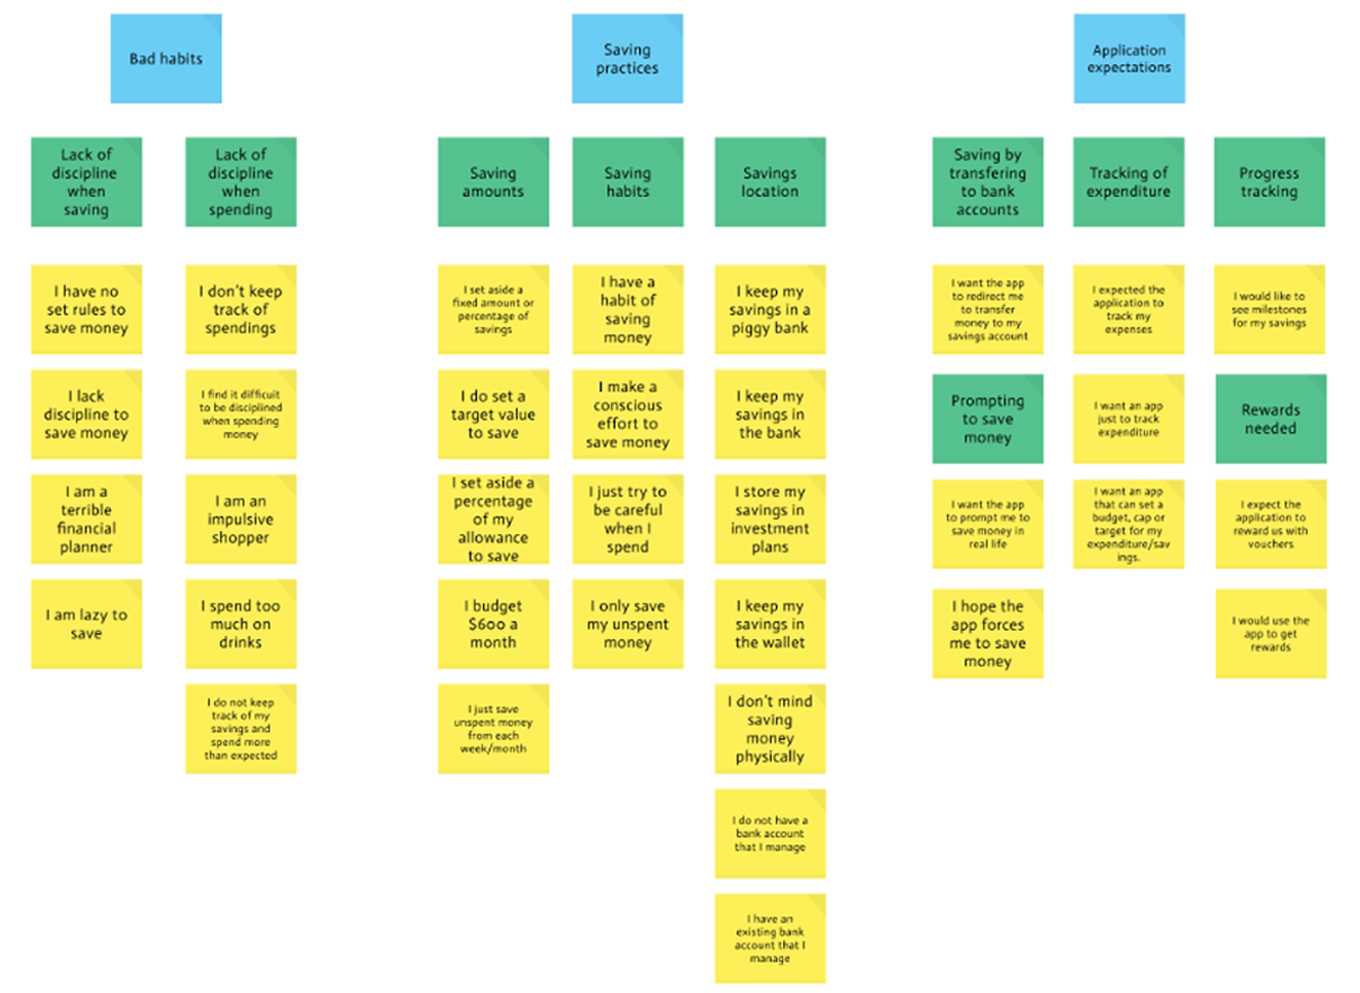 Bad habits
Saving
practices
Application
expectations
Lack of
discipline
when
saving
Lack of
discipline
when
spending
Saving
amounts
Saving
habits
Savings
location
Saving by
transfering
to bank
accounts
Tracking of
expenditure
Progress
tracking
I have no
set rules to
save money
I don't keep
track of
spendings
I set aside a
fixed amount or
percentage of
savings
I have a
habit of
saving
money
I keep my
savings in a
piggy bank
I want the app
to redirect me
to transfer
money to my
savings account
I expected the
application to
track my
expenses
I would like to
see milestones
for my savings
I lack
discipline to
save money
I find it difficult
to be disciplined
when spending
money
I do set a
target value
to save
I make a
conscious
effort to
save money
I keep my
savings in
the bank
Prompting
to save
money
I want an app
just to track
expenditure
Rewards
needed
I am a
terrible
financial
planner
I am an
impulsive
shopper
I set aside a
percentage
of my
allowance
to save
I just try to
be careful
when I
spend
I store my
savings in
investment
plans
I want the app
to prompt me to
save money in
real life
I want an app
that can set a
budget, cap or
target for my
expenditure/sav
ings.
I expect the
application to
reward us with
vouchers
I am lazy to
save
I spend too
much on
drinks
I budget
$600 a
month
I only save
my unspent
money
I keep my
savings in
the wallet
I hope the
app forces
me to save
money
I would use the
app to get
rewards
I do not keep
track of my
savings and
spend more
than expected
I just save
unspent money
from each
week/month
I don't mind
saving
money
physically
I do not have a
bank account
that I manage
I have an
existing bank
account that I
manage